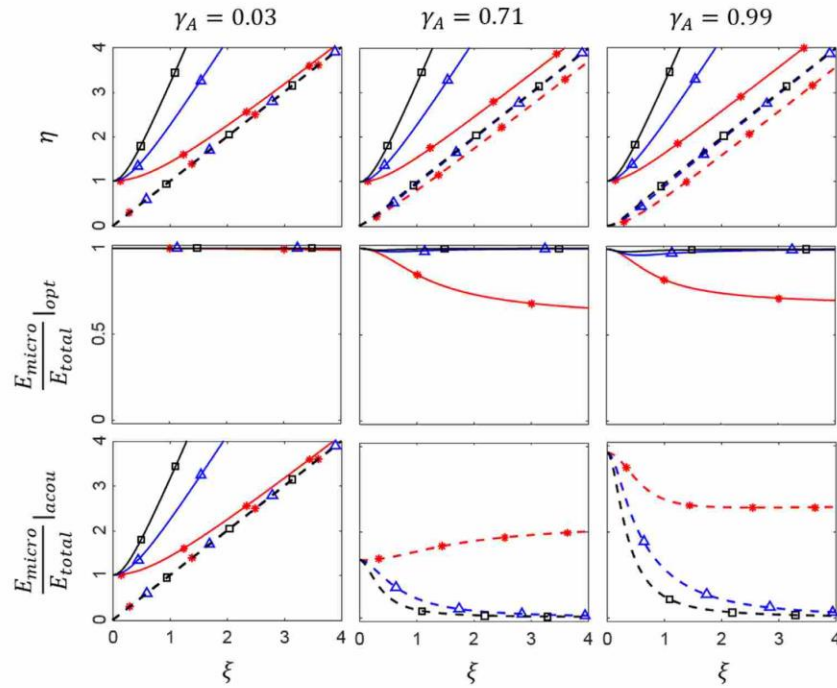 γ_A = 0.03 γ_A = 0.71 γ_A = 0.99
η
4
3
2
1
0
E_micro / E_total |_opt
1
0.5
0
E_micro / E_total |_acou
4
3
2
1
0
0 1 2 3 4 0 1 2 3 4 0 1 2 3 4
ξ ξ ξ